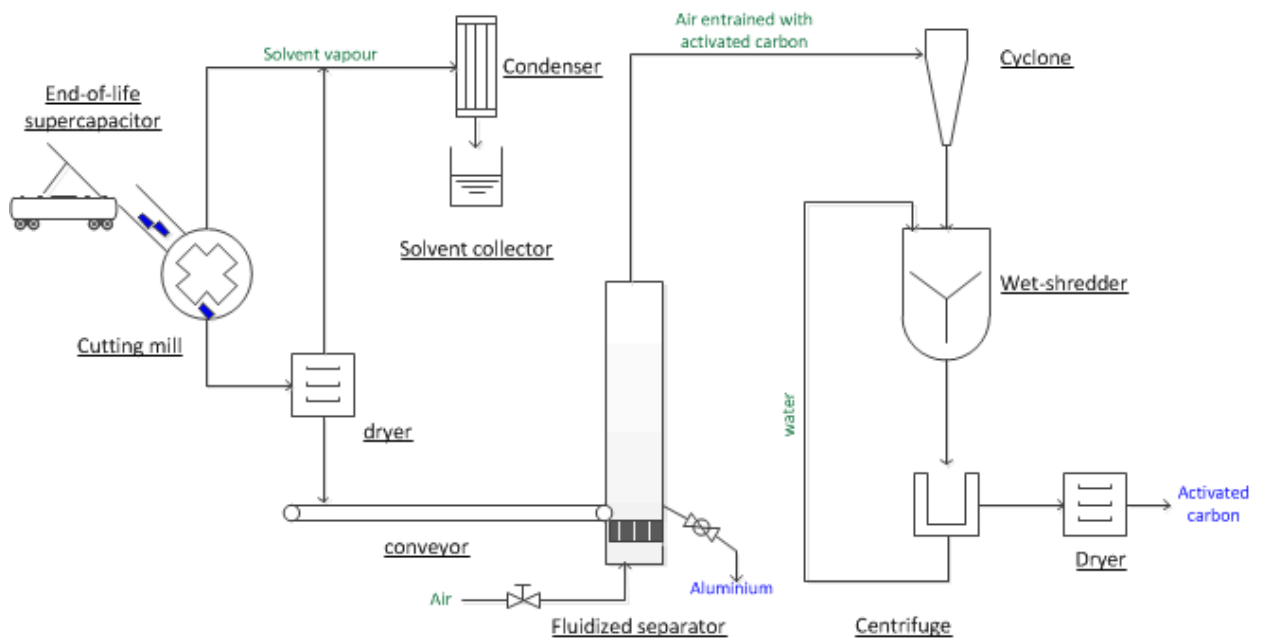 Air entrained with
activated carbon
Solvent vapour
Condenser
Cyclone
End-of-life
supercapacitor
Solvent collector
Wet-shredder
Cutting mill
water
dryer
Activated
carbon
conveyor
Dryer
Aluminium
Air
Fluidized separator
Centrifuge